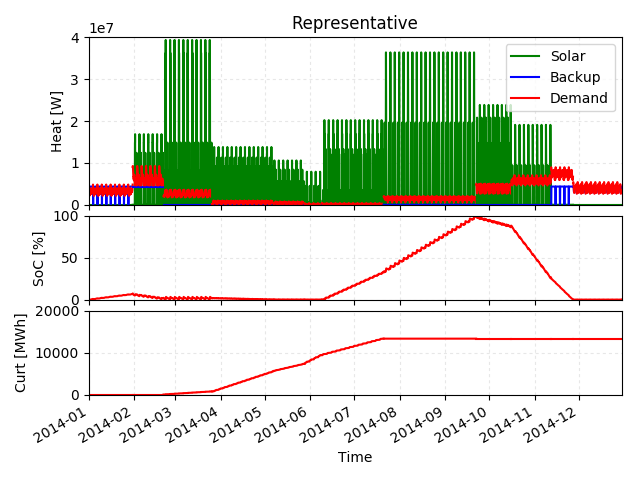 Representative
1e7
4
3
2
1
0
Heat [W]
Solar
Backup
Demand
100
50
0
SoC [%]
20000
10000
0
Curt [MWh]
2014-01
2014-02
2014-03
2014-04
2014-05
2014-06
2014-07
2014-08
2014-09
2014-10
2014-11
2014-12
Time